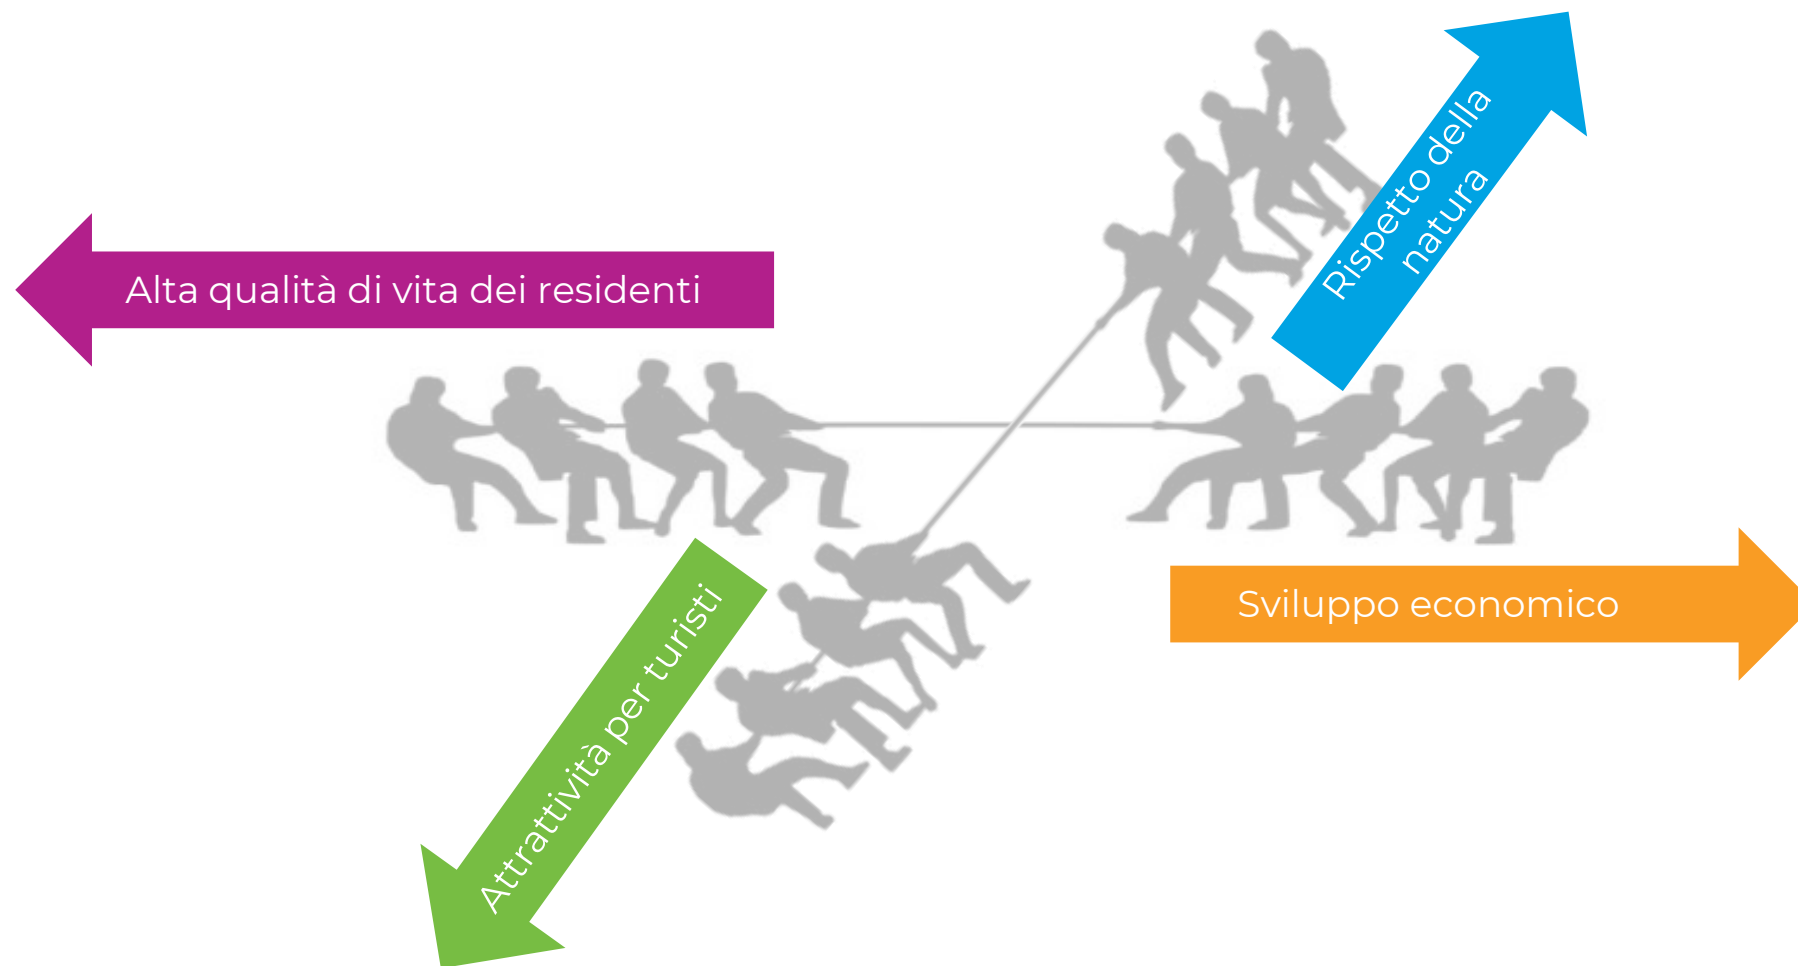 Rispetto della
natura
Alta qualità di vita dei residenti
Sviluppo economico
Attrattività per turisti